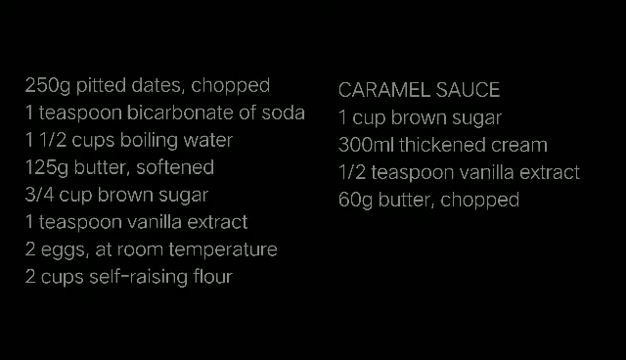 250g pitted dates, chopped
1 teaspoon bicarbonate of soda
1 1/2 cups boiling water
125g butter, softened
3/4 cup brown sugar
1 teaspoon vanilla extract
2 eggs, at room temperature
2 cups self-raising flour
CARAMEL SAUCE
1 cup brown sugar
300ml thickened cream
1/2 teaspoon vanilla extract
60g butter, chopped